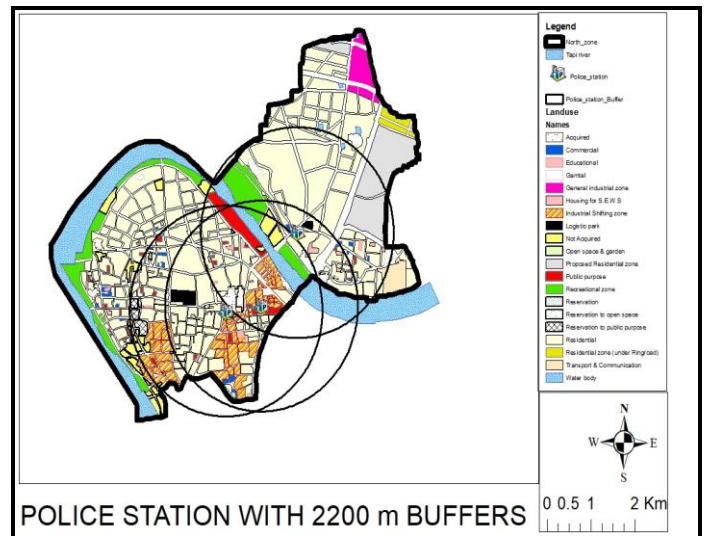 Legend
North_zone
Tapi river
Police_station
Police_station_Buffer
Landuse
Names
Acquired
Commercial
Educational
Gamtal
General industrial zone
Housing for S.E.W.S
Industrial Shifting zone
Logistic park
Not Acquired
Open space & garden
Proposed Residential zone
Public purpose
Recreational zone
Reservation
Reservation to open space
Reservation to public purpose
Residential
Residential zone (under Ringroad)
Transport & Communication
Water body
N
W E
S
0 0.5 1 2 Km
POLICE STATION WITH 2200 m BUFFERS